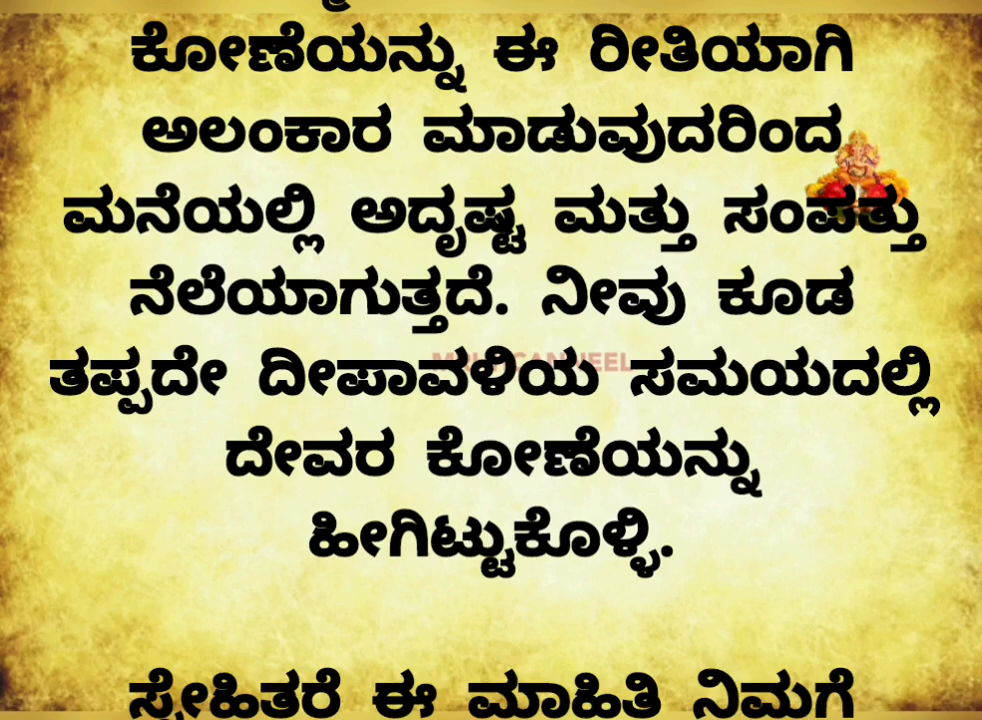 ಕೋಣೆಯನ್ನು ಈ ರೀತಿಯಾಗಿ
ಅಲಂಕಾರ ಮಾಡುವುದರಿಂದ
ಮನೆಯಲ್ಲಿ ಅದೃಷ್ಟ ಮತ್ತು ಸಂಪತ್ತು
ನೆಲೆಯಾಗುತ್ತದೆ. ನೀವು ಕೂಡ
ತಪ್ಪದೇ ದೀಪಾವಳಿಯ ಸಮಯದಲ್ಲಿ
ದೇವರ ಕೋಣೆಯನ್ನು
ಹೀಗಿಟ್ಟುಕೊಳ್ಳಿ.
ಸ್ನೇಹಿತರೆ ಈ ಮಾಹಿತಿ ನಿಮಗೆ